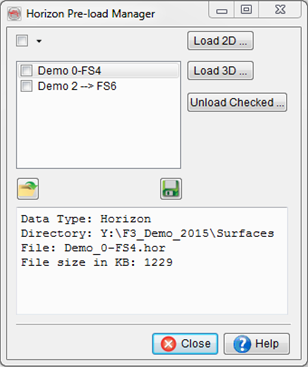 Horizon Pre-load Manager
Load 2D ...
Demo 0-FS4
Load 3D ...
Demo 2 --> FS6
Unload Checked ...
Data Type: Horizon
Directory: Y:\F3_Demo_2015\Surfaces
File: Demo_0-FS4.hor
File size in KB: 1229
Close
Help